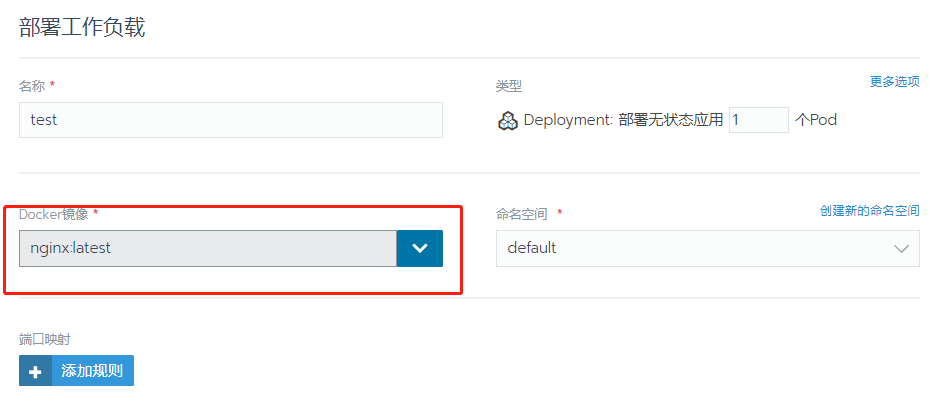 部署工作负载
名称 *
test
类型
更多选项
Deployment: 部署无状态应用 1 个Pod
Docker镜像 *
nginx:latest
命名空间 *
创建新的命名空间
default
端口映射
添加规则